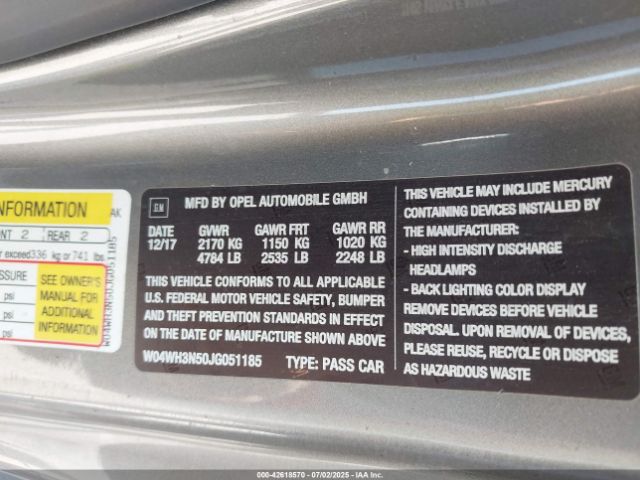 NFORMATION
AK
NT 2 REAR 2
r exceed 336 kg or 741 lbs
SSURE
psi
psi
psi
SEE OWNER'S
MANUAL FOR
ADDITIONAL
INFORMATION
W04WH3N50JG051185
GM
MFD BY OPEL AUTOMOBILE GMBH
DATE GVWR GAWR FRT GAWR RR
12/17 2170 KG 1150 KG 1020 KG
4784 LB 2535 LB 2248 LB
THIS VEHICLE CONFORMS TO ALL APPLICABLE
U.S. FEDERAL MOTOR VEHICLE SAFETY, BUMPER
AND THEFT PREVENTION STANDARDS IN EFFECT
ON THE DATE OF MANUFACTURE SHOWN ABOVE
W04WH3N50JG051185 TYPE: PASS CAR
THIS VEHICLE MAY INCLUDE MERCURY
CONTAINING DEVICES INSTALLED BY
THE MANUFACTURER:
- HIGH INTENSITY DISCHARGE
HEADLAMPS
- BACK LIGHTING COLOR DISPLAY
REMOVE DEVICES BEFORE VEHICLE
DISPOSAL. UPON REMOVAL OF DEVICES,
PLEASE REUSE, RECYCLE OR DISPOSE
AS HAZARDOUS WASTE
000-42618570 - 07/02/2025 - IAAI.COM